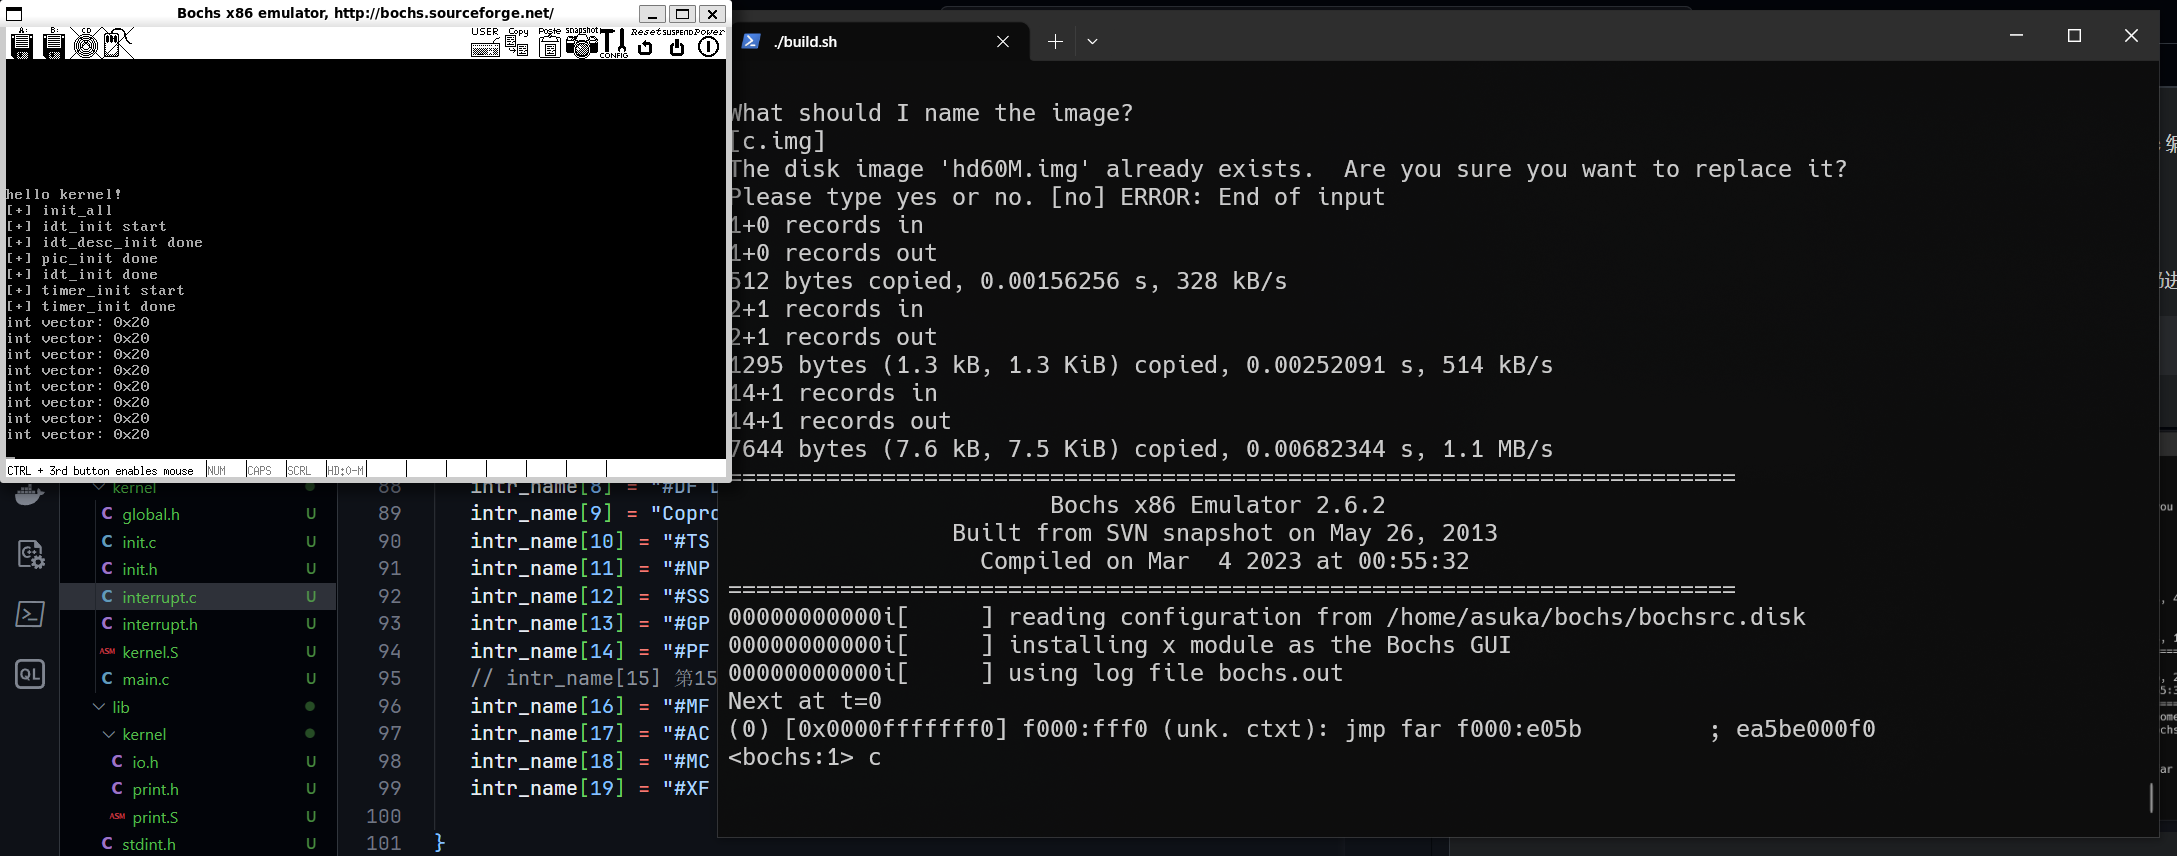 Bochs x86 emulator, http://bochs.sourceforge.net/
A:
B:
CD
USER
Copy
Paste
snapshot
CONFIG
Reset
SUSPEND
Power
hello kernel!
[+] init_all
[+] idt_init start
[+] idt_desc_init done
[+] pic_init done
[+] idt_init done
[+] timer_init start
[+] timer_init done
int vector: 0x20
int vector: 0x20
int vector: 0x20
int vector: 0x20
int vector: 0x20
int vector: 0x20
int vector: 0x20
int vector: 0x20
CTRL + 3rd button enables mouse
NUM
CAPS
SCRL
HD:0-M
./build.sh
What should I name the image?
[c.img]
The disk image 'hd60M.img' already exists.  Are you sure you want to replace it?
Please type yes or no. [no] ERROR: End of input
1+0 records in
1+0 records out
512 bytes copied, 0.00156256 s, 328 kB/s
2+1 records in
2+1 records out
1295 bytes (1.3 kB, 1.3 KiB) copied, 0.00252091 s, 514 kB/s
14+1 records in
14+1 records out
7644 bytes (7.6 kB, 7.5 KiB) copied, 0.00682344 s, 1.1 MB/s
========================================================================
Bochs x86 Emulator 2.6.2
Built from SVN snapshot on May 26, 2013
Compiled on Mar  4 2023 at 00:55:32
========================================================================
00000000000i[      ] reading configuration from /home/asuka/bochs/bochsrc.disk
00000000000i[      ] installing x module as the Bochs GUI
00000000000i[      ] using log file bochs.out
Next at t=0
(0) [0x0000fffffff0] f000:fff0 (unk. ctxt): jmp far f000:e05b         ; ea5be000f0
<bochs:1> c
kernel
C global.h U
C init.c U
C init.h U
C interrupt.c U
C interrupt.h U
ASM kernel.S U
C main.c U
lib
kernel
C io.h U
C print.h U
ASM print.S U
C stdint.h U
QL
88 intr_name[8] = "#DF
89 intr_name[9] = "Copro
90 intr_name[10] = "#TS
91 intr_name[11] = "#NP
92 intr_name[12] = "#SS
93 intr_name[13] = "#GP
94 intr_name[14] = "#PF
95 // intr_name[15] 第15
96 intr_name[16] = "#MF
97 intr_name[17] = "#AC
98 intr_name[18] = "#MC
99 intr_name[19] = "#XF
100
101 }